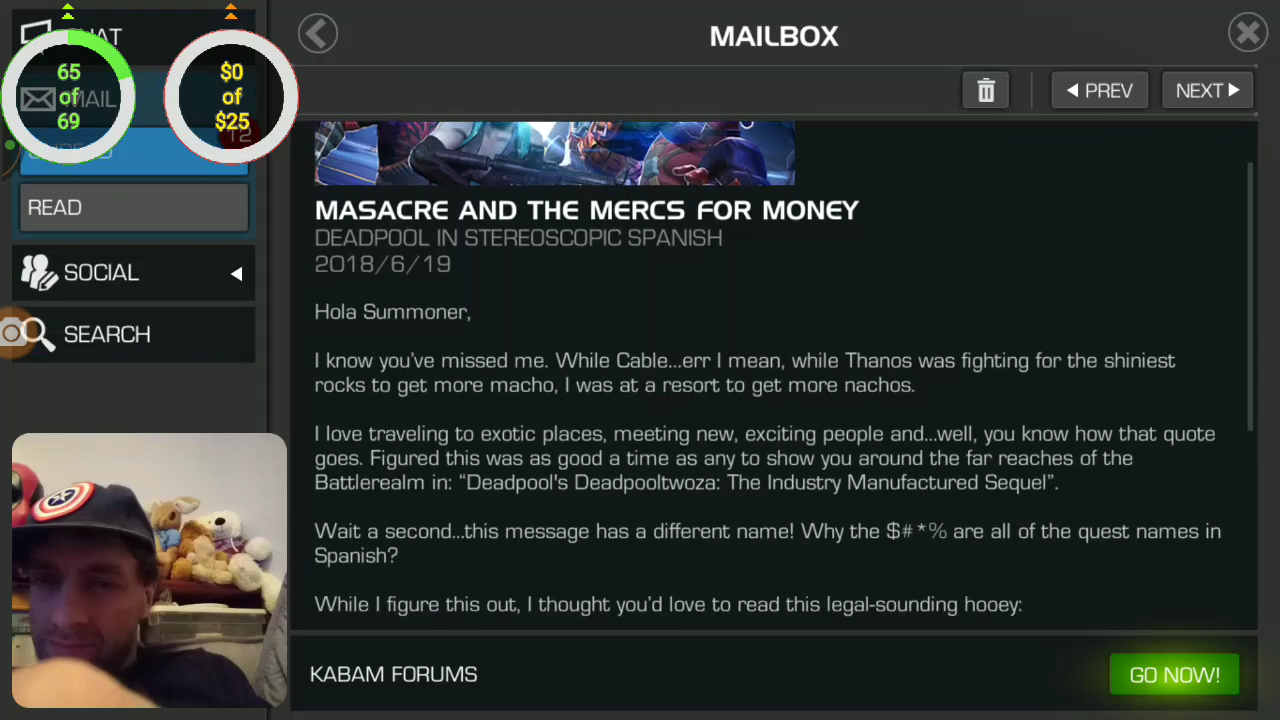 CHAT
65
of
69
$0
of
$25
MAIL
12
READ
SOCIAL
SEARCH
MAILBOX
PREV
NEXT
MASACRE AND THE MERCS FOR MONEY
DEADPOOL IN STEREOSCOPIC SPANISH
2018/6/19
Hola Summoner,
I know you've missed me. While Cable...err I mean, while Thanos was fighting for the shiniest
rocks to get more macho, I was at a resort to get more nachos.
I love traveling to exotic places, meeting new, exciting people and...well, you know how that quote
goes. Figured this was as good a time as any to show you around the far reaches of the
Battlerealm in: “Deadpool's Deadpooltwoza: The Industry Manufactured Sequel”.
Wait a second...this message has a different name! Why the $#*% are all of the quest names in
Spanish?
While I figure this out, I thought you'd love to read this legal-sounding hooey:
KABAM FORUMS
GO NOW!